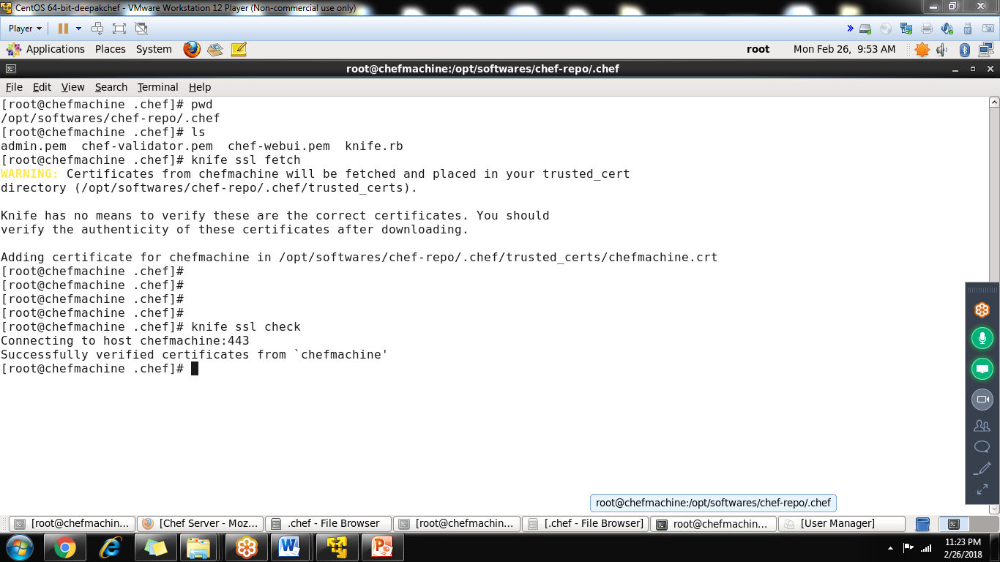 CentOS 64-bit-deepakchef - VMware Workstation 12 Player (Non-commercial use only)
Player
Applications Places System root Mon Feb 26, 9:53 AM
root@chefmachine:/opt/softwares/chef-repo/.chef
File Edit View Search Terminal Help
[root@chefmachine .chef]# pwd
/opt/softwares/chef-repo/.chef
[root@chefmachine .chef]# ls
admin.pem  chef-validator.pem  chef-webui.pem  knife.rb
[root@chefmachine .chef]# knife ssl fetch
WARNING: Certificates from chefmachine will be fetched and placed in your trusted_cert
directory (/opt/softwares/chef-repo/.chef/trusted_certs).
Knife has no means to verify these are the correct certificates. You should
verify the authenticity of these certificates after downloading.
Adding certificate for chefmachine in /opt/softwares/chef-repo/.chef/trusted_certs/chefmachine.crt
[root@chefmachine .chef]#
[root@chefmachine .chef]#
[root@chefmachine .chef]#
[root@chefmachine .chef]#
[root@chefmachine .chef]# knife ssl check
Connecting to host chefmachine:443
Successfully verified certificates from `chefmachine'
[root@chefmachine .chef]#
root@chefmachine:/opt/softwares/chef-repo/.chef
[root@chefmachin... [Chef Server - Moz... .chef - File Browser [root@chefmachin... [.chef - File Browser] root@chefmachine... [User Manager]
11:23 PM
2/26/2018